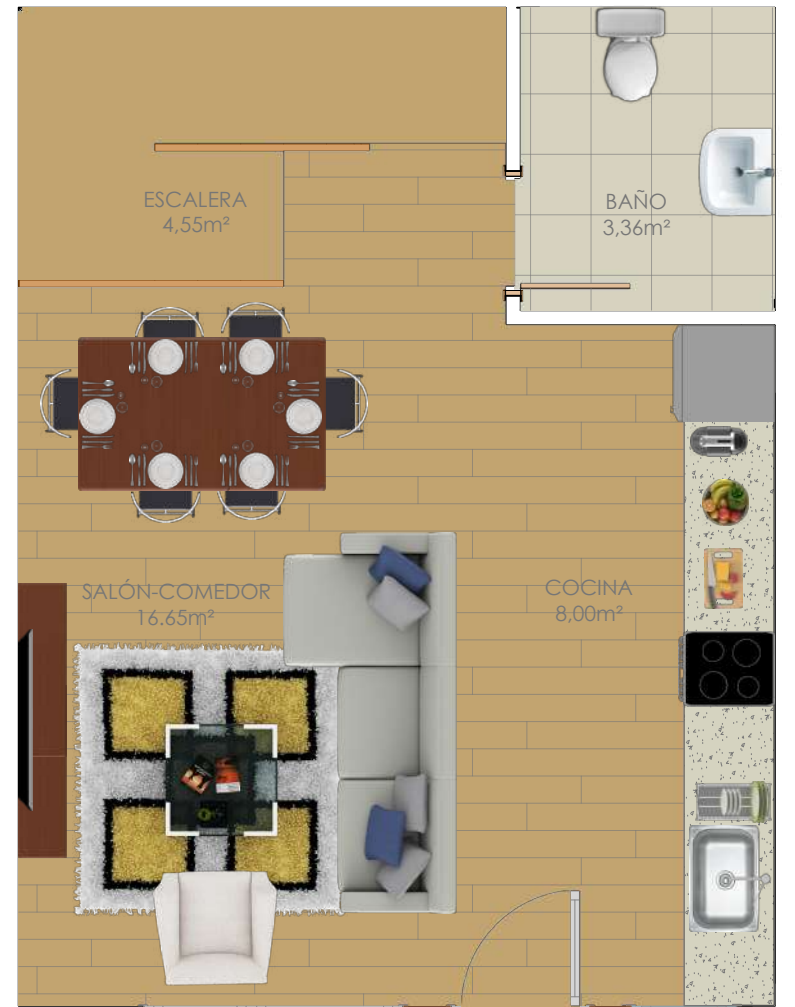 ESCALERA
4,55m²
BAÑO
3,36m²
SALÓN-COMEDOR
16.65m²
COCINA
8,00m²